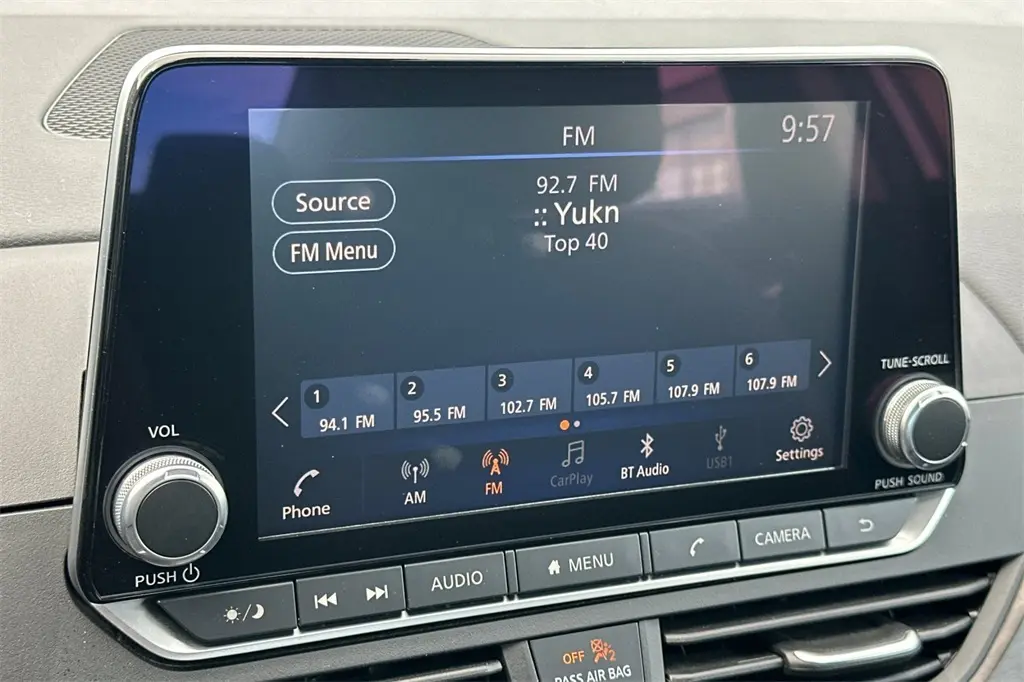 FM
9:57
Source
FM Menu
92.7 FM
:: Yukn
Top 40
1
94.1 FM
2
95.5 FM
3
102.7 FM
4
105.7 FM
5
107.9 FM
6
107.9 FM
Phone
AM
FM
CarPlay
BT Audio
USB1
Settings
VOL
PUSH
TUNE·SCROLL
PUSH SOUND
AUDIO
MENU
CAMERA
OFF
2
PASS AIR BAG